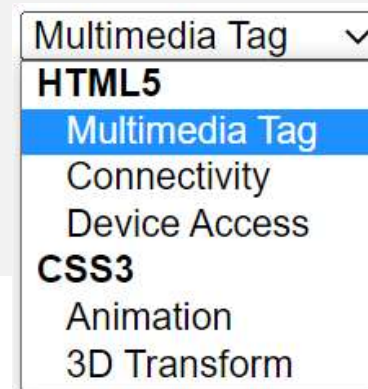 Multimedia Tag
HTML5
Multimedia Tag
Connectivity
Device Access
CSS3
Animation
3D Transform